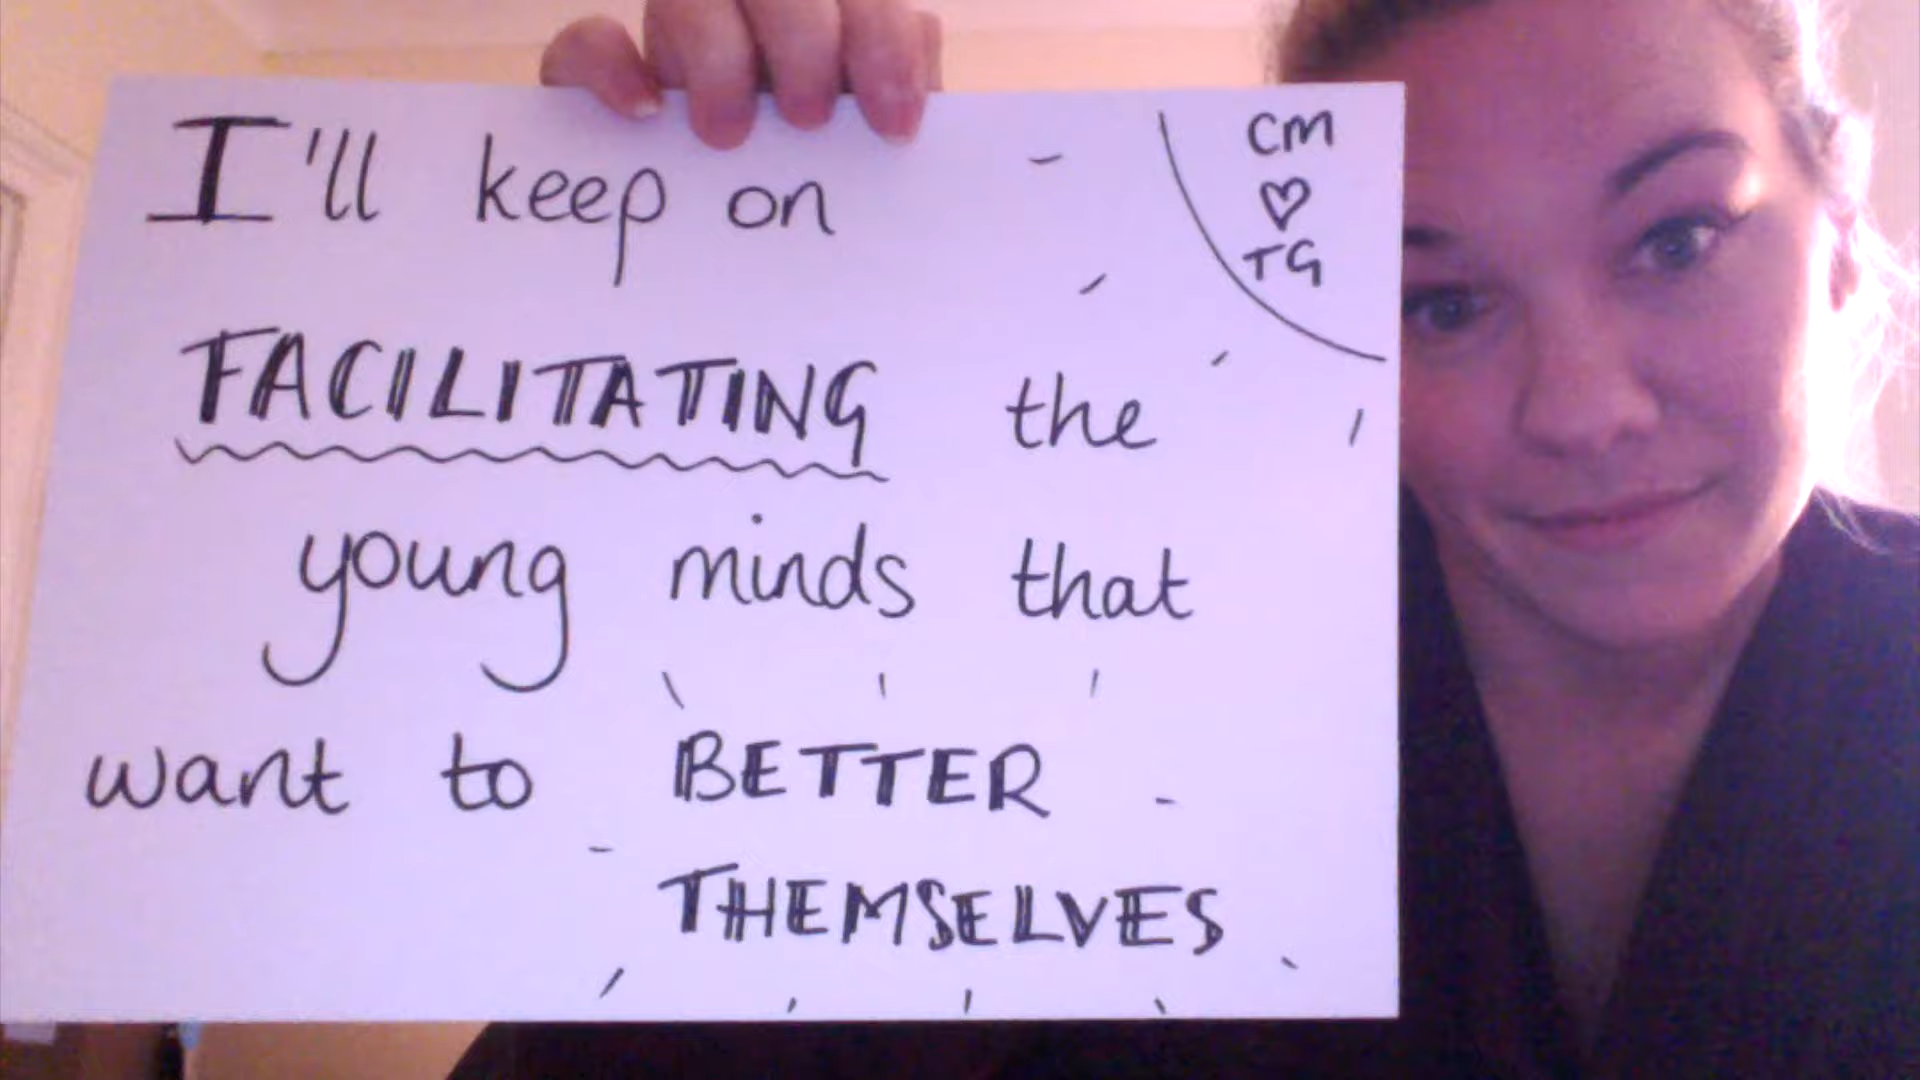 I'll keep on
FACILITATING the
young minds that
want to BETTER
THEMSELVES
CM
♡
TG